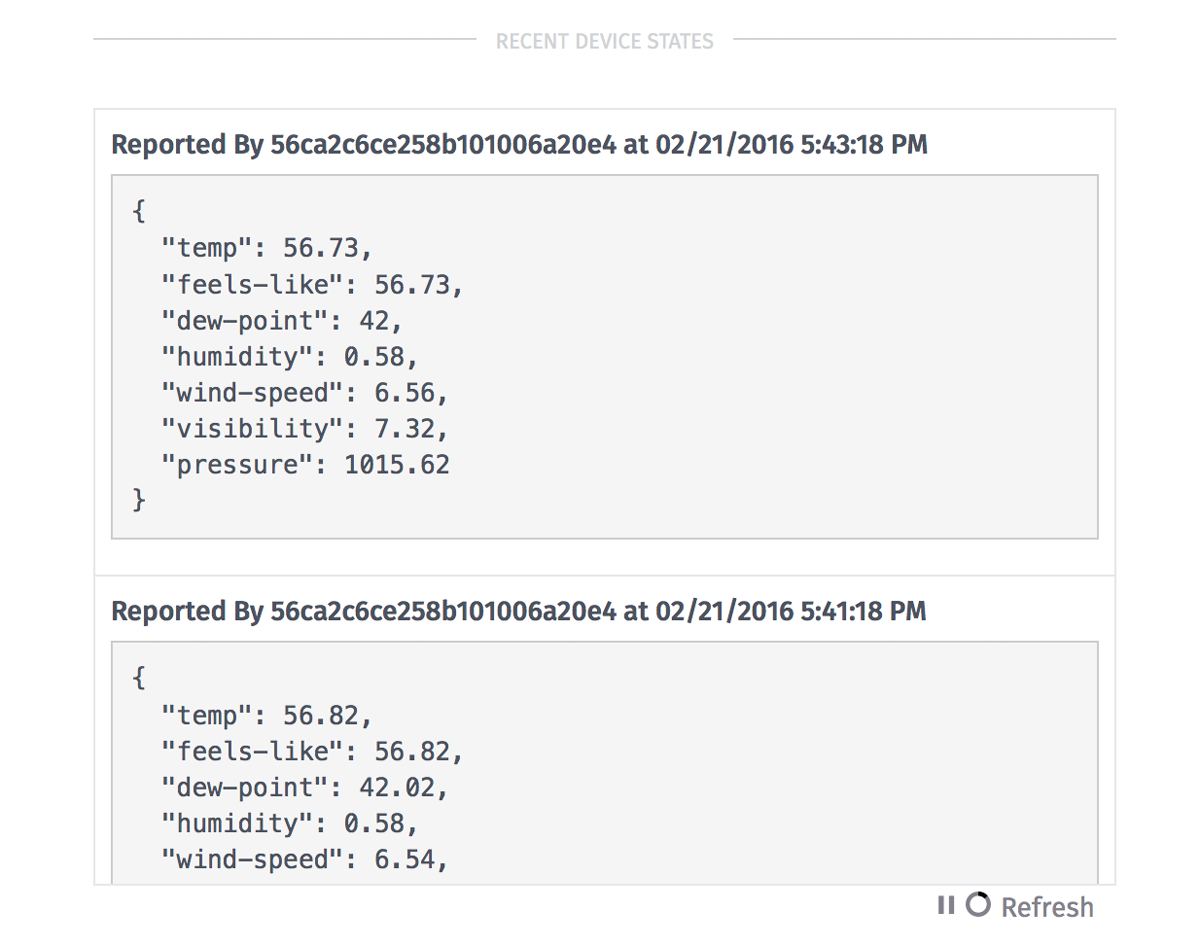 RECENT DEVICE STATES
Reported By 56ca2c6ce258b101006a20e4 at 02/21/2016 5:43:18 PM
{
  "temp": 56.73,
  "feels-like": 56.73,
  "dew-point": 42,
  "humidity": 0.58,
  "wind-speed": 6.56,
  "visibility": 7.32,
  "pressure": 1015.62
}
Reported By 56ca2c6ce258b101006a20e4 at 02/21/2016 5:41:18 PM
{
  "temp": 56.82,
  "feels-like": 56.82,
  "dew-point": 42.02,
  "humidity": 0.58,
  "wind-speed": 6.54,
Refresh